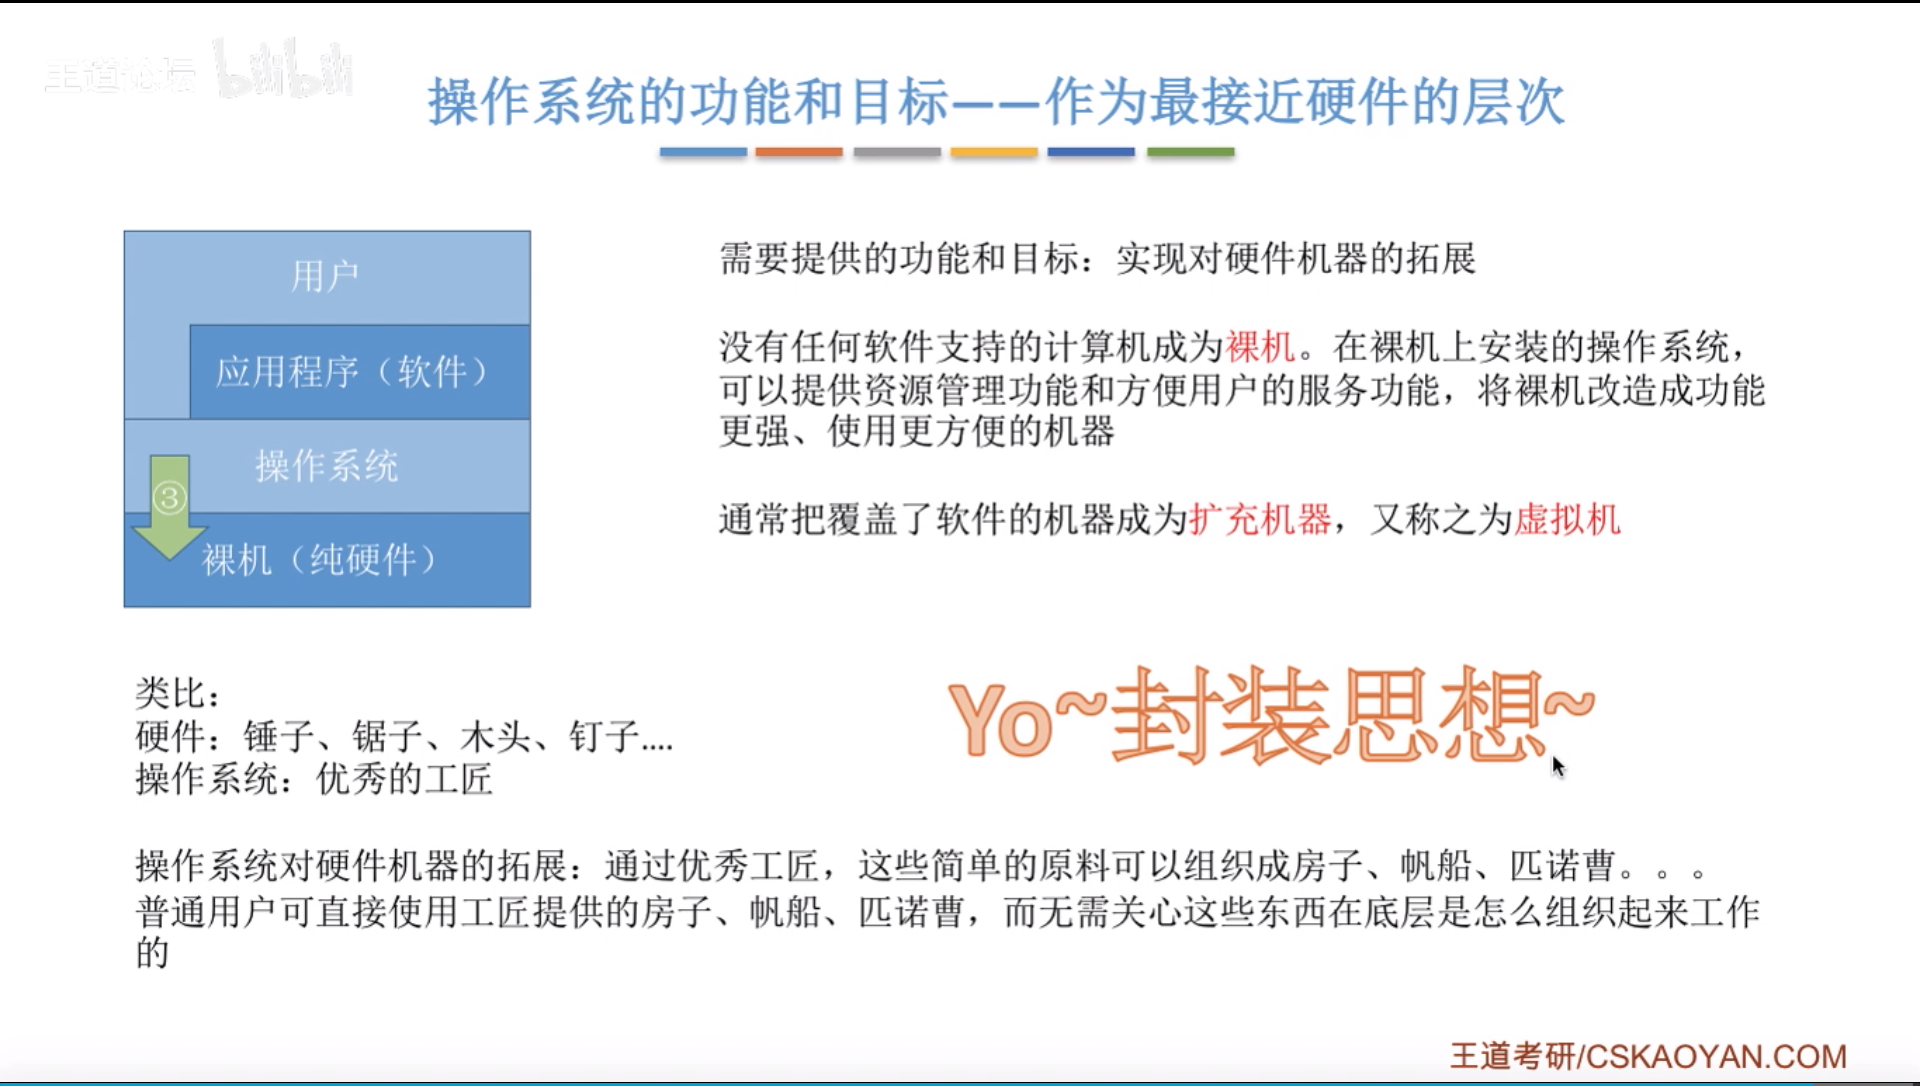 王道论坛 bilibili
操作系统的功能和目标——作为最接近硬件的层次
用户
应用程序（软件）
操作系统
③
裸机（纯硬件）
需要提供的功能和目标：实现对硬件机器的拓展
没有任何软件支持的计算机成为裸机。在裸机上安装的操作系统，
可以提供资源管理功能和方便用户的服务功能，将裸机改造成功能
更强、使用更方便的机器
通常把覆盖了软件的机器成为扩充机器，又称之为虚拟机
类比：
硬件：锤子、锯子、木头、钉子....
操作系统：优秀的工匠
Yo~封装思想~
操作系统对硬件机器的拓展：通过优秀工匠，这些简单的原料可以组织成房子、帆船、匹诺曹。。。
普通用户可直接使用工匠提供的房子、帆船、匹诺曹，而无需关心这些东西在底层是怎么组织起来工作
的
王道考研/CSKAOYAN.COM